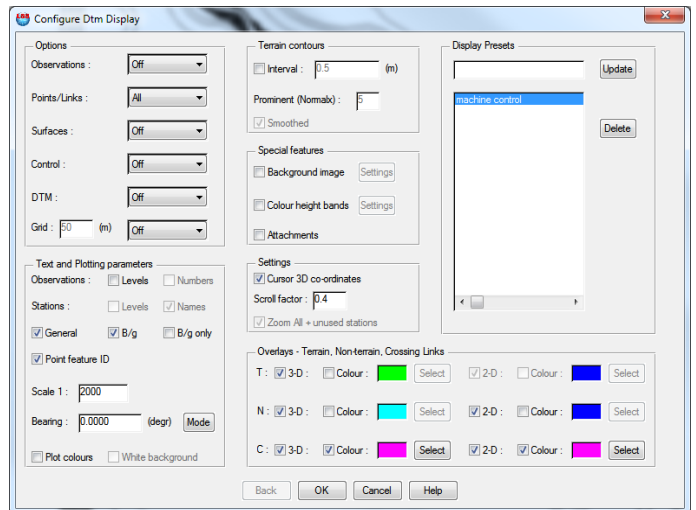 Configure Dtm Display
Options
Observations : Off
Points/Links : All
Surfaces : Off
Control : Off
DTM : Off
Grid : 50 (m) Off
Text and Plotting parameters
Observations : Levels Numbers
Stations : Levels Names
General B/g B/g only
Point feature ID
Scale 1 : 2000
Bearing : 0.0000 (degr) Mode
Plot colours White background
Terrain contours
Interval : 0.5 (m)
Prominent (Normalx) : 5
Smoothed
Special features
Background image Settings
Colour height bands Settings
Attachments
Settings
Cursor 3D co-ordinates
Scroll factor : 0.4
Zoom All + unused stations
Display Presets
Update
machine control
Delete
Overlays - Terrain, Non-terrain, Crossing Links
T : 3-D : Colour : Select 2-D : Colour : Select
N : 3-D : Colour : Select 2-D : Colour : Select
C : 3-D : Colour : Select 2-D : Colour : Select
Back OK Cancel Help